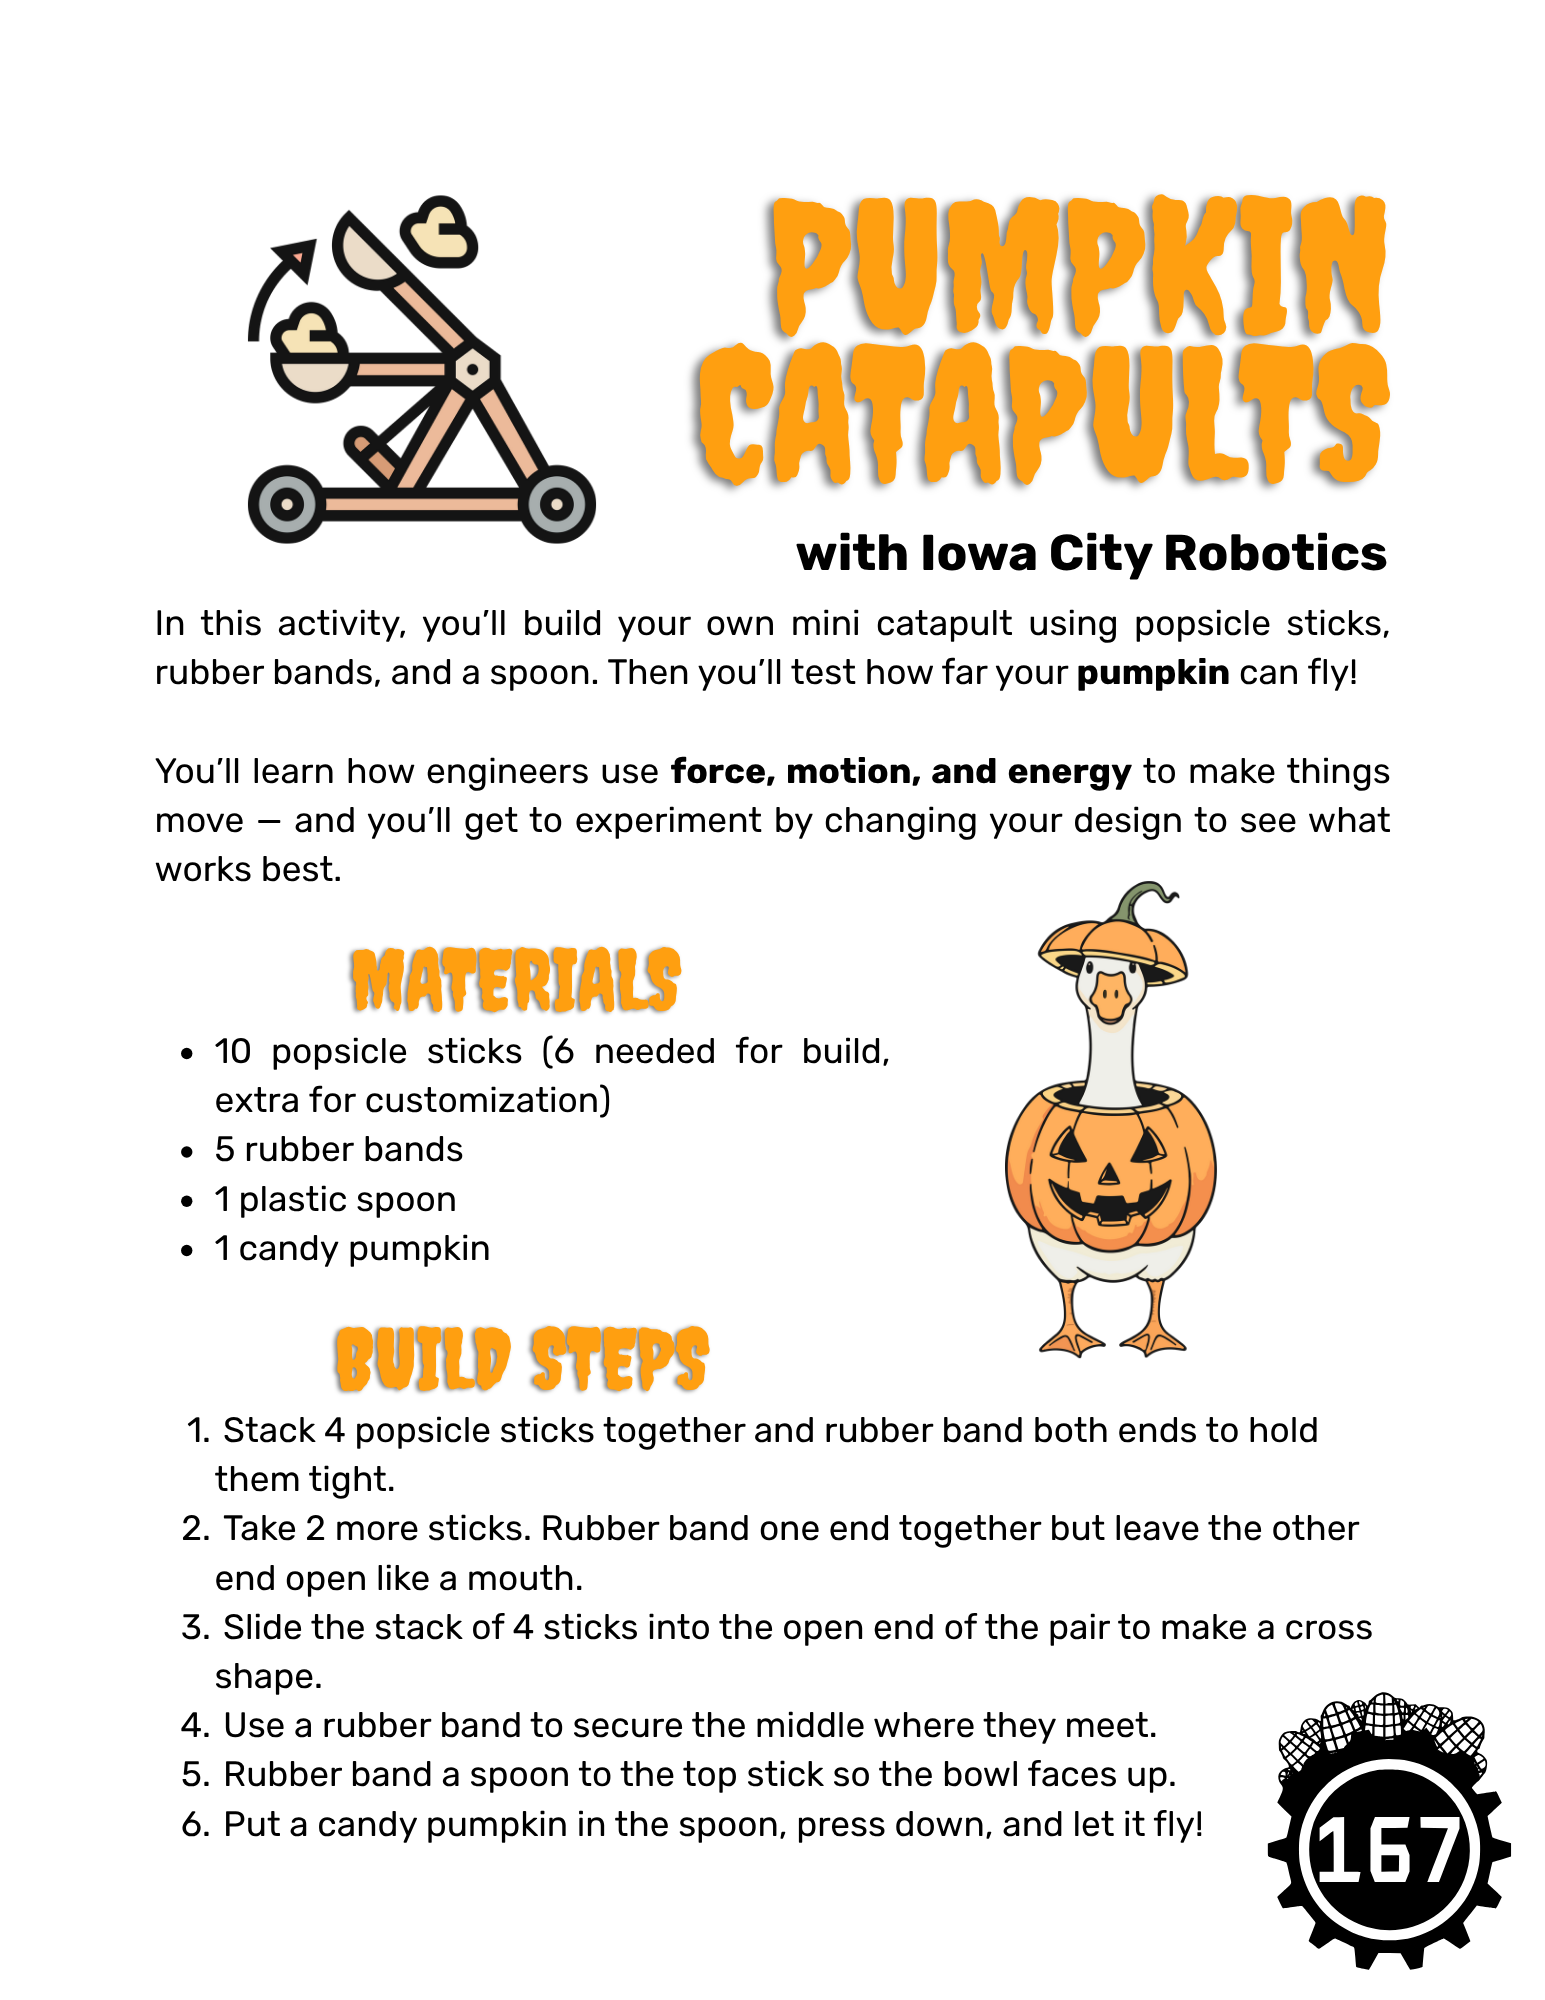 PUMPKIN
CATAPULTS
with Iowa City Robotics
In this activity, you’ll build your own mini catapult using popsicle sticks,
rubber bands, and a spoon. Then you’ll test how far your pumpkin can fly!
You’ll learn how engineers use force, motion, and energy to make things
move — and you’ll get to experiment by changing your design to see what
works best.
MATERIALS
• 10 popsicle sticks (6 needed for build,
extra for customization)
• 5 rubber bands
• 1 plastic spoon
• 1 candy pumpkin
BUILD STEPS
1. Stack 4 popsicle sticks together and rubber band both ends to hold
them tight.
2. Take 2 more sticks. Rubber band one end together but leave the other
end open like a mouth.
3. Slide the stack of 4 sticks into the open end of the pair to make a cross
shape.
4. Use a rubber band to secure the middle where they meet.
5. Rubber band a spoon to the top stick so the bowl faces up.
6. Put a candy pumpkin in the spoon, press down, and let it fly!
167